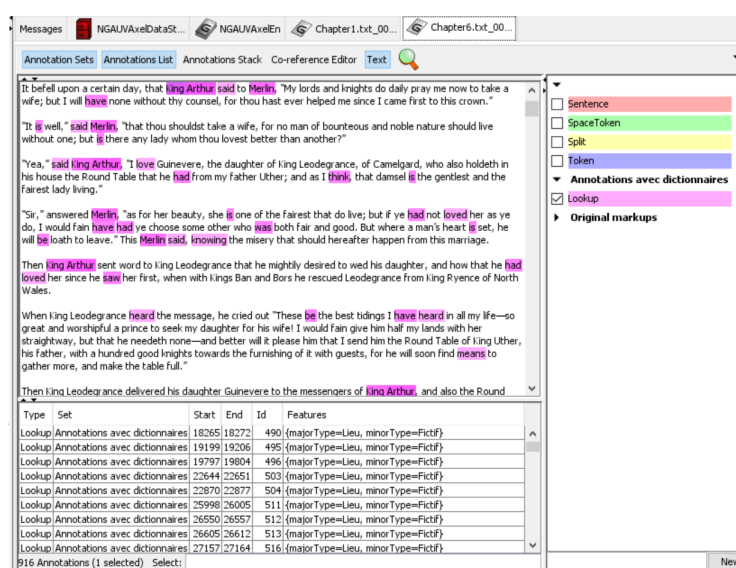 Messages NGAUVAxelDataSt... NGAUVAxelEn Chapter1.txt_00... Chapter6.txt_00...
Annotation Sets Annotations List Annotations Stack Co-reference Editor Text
It befell upon a certain day, that King Arthur said to Merlin, "My lords and knights do daily pray me now to take a
wife; but I will have none without thy counsel, for thou hast ever helped me since I came first to this crown."
"It is well," said Merlin, "that thou shouldst take a wife, for no man of bounteous and noble nature should live
without one; but is there any lady whom thou lovest better than another?"
"Yea," said King Arthur, "I love Guinevere, the daughter of King Leodegrance, of Camelgard, who also holdeth in
his house the Round Table that he had from my father Uther; and as I think, that damsel is the gentlest and the
fairest lady living."
"Sir," answered Merlin, "as for her beauty, she is one of the fairest that do live; but if ye had not loved her as ye
do, I would fain have had ye choose some other who was both fair and good. But where a man's heart is set, he
will be loath to leave." This Merlin said, knowing the misery that should hereafter happen from this marriage.
Then King Arthur sent word to King Leodegrance that he mightily desired to wed his daughter, and how that he had
loved her since he saw her first, when with Kings Ban and Bors he rescued Leodegrance from King Ryence of North
Wales.
When King Leodegrance heard the message, he cried out "These be the best tidings I have heard in all my life—so
great and worshipful a prince to seek my daughter for his wife! I would fain give him half my lands with her
straightway, but that he needeth none—and better will it please him that I send him the Round Table of King Uther,
his father, with a hundred good knights towards the furnishing of it with guests, for he will soon find means to
gather more, and make the table full."
Then King Leodegrance delivered his daughter Guinevere to the messengers of King Arthur, and also the Round
Sentence
SpaceToken
Split
Token
Annotations avec dictionnaires
Lookup
Original markups
Type Set Start End Id Features
Lookup Annotations avec dictionnaires 18265 18272 490 {majorType=Lieu, minorType=Fictif}
Lookup Annotations avec dictionnaires 19199 19206 495 {majorType=Lieu, minorType=Fictif}
Lookup Annotations avec dictionnaires 19797 19804 496 {majorType=Lieu, minorType=Fictif}
Lookup Annotations avec dictionnaires 22644 22651 503 {majorType=Lieu, minorType=Fictif}
Lookup Annotations avec dictionnaires 22870 22877 504 {majorType=Lieu, minorType=Fictif}
Lookup Annotations avec dictionnaires 25998 26005 511 {majorType=Lieu, minorType=Fictif}
Lookup Annotations avec dictionnaires 26550 26557 512 {majorType=Lieu, minorType=Fictif}
Lookup Annotations avec dictionnaires 26605 26612 513 {majorType=Lieu, minorType=Fictif}
Lookup Annotations avec dictionnaires 27157 27164 516 {majorType=Lieu, minorType=Fictif}
916 Annotations (1 selected) Select:
New